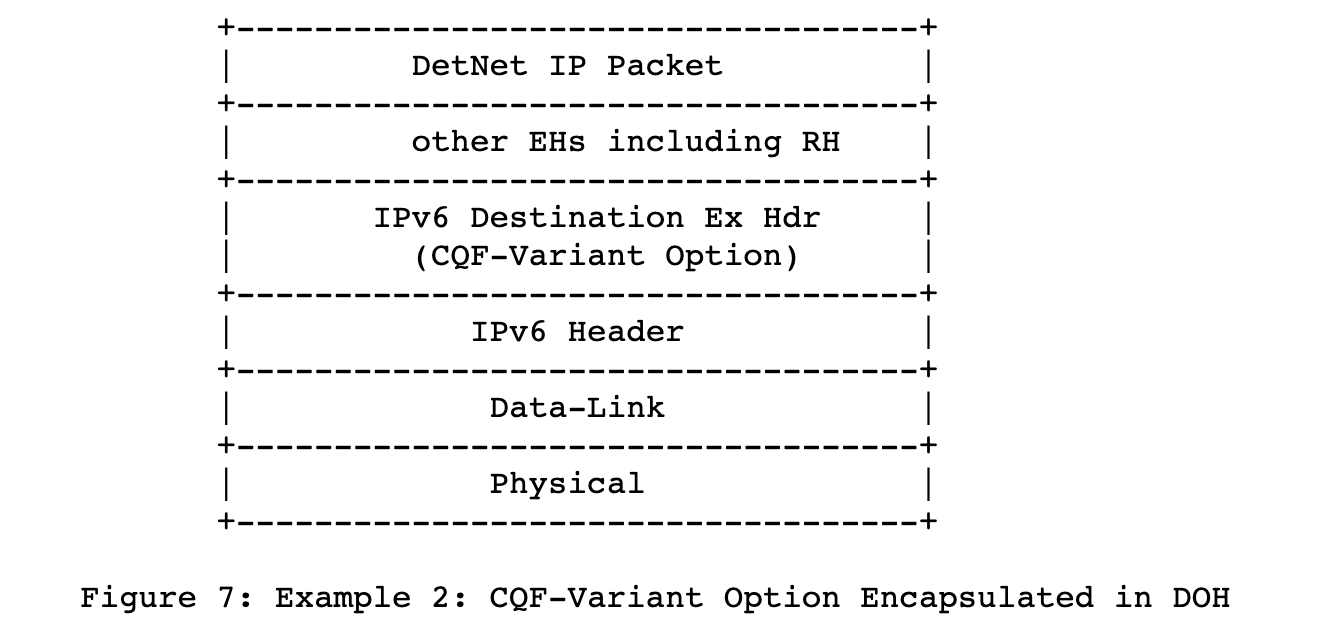 DetNet IP Packet
other EHs including RH
IPv6 Destination Ex Hdr
(CQF-Variant Option)
IPv6 Header
Data-Link
Physical
Figure 7: Example 2: CQF-Variant Option Encapsulated in DOH